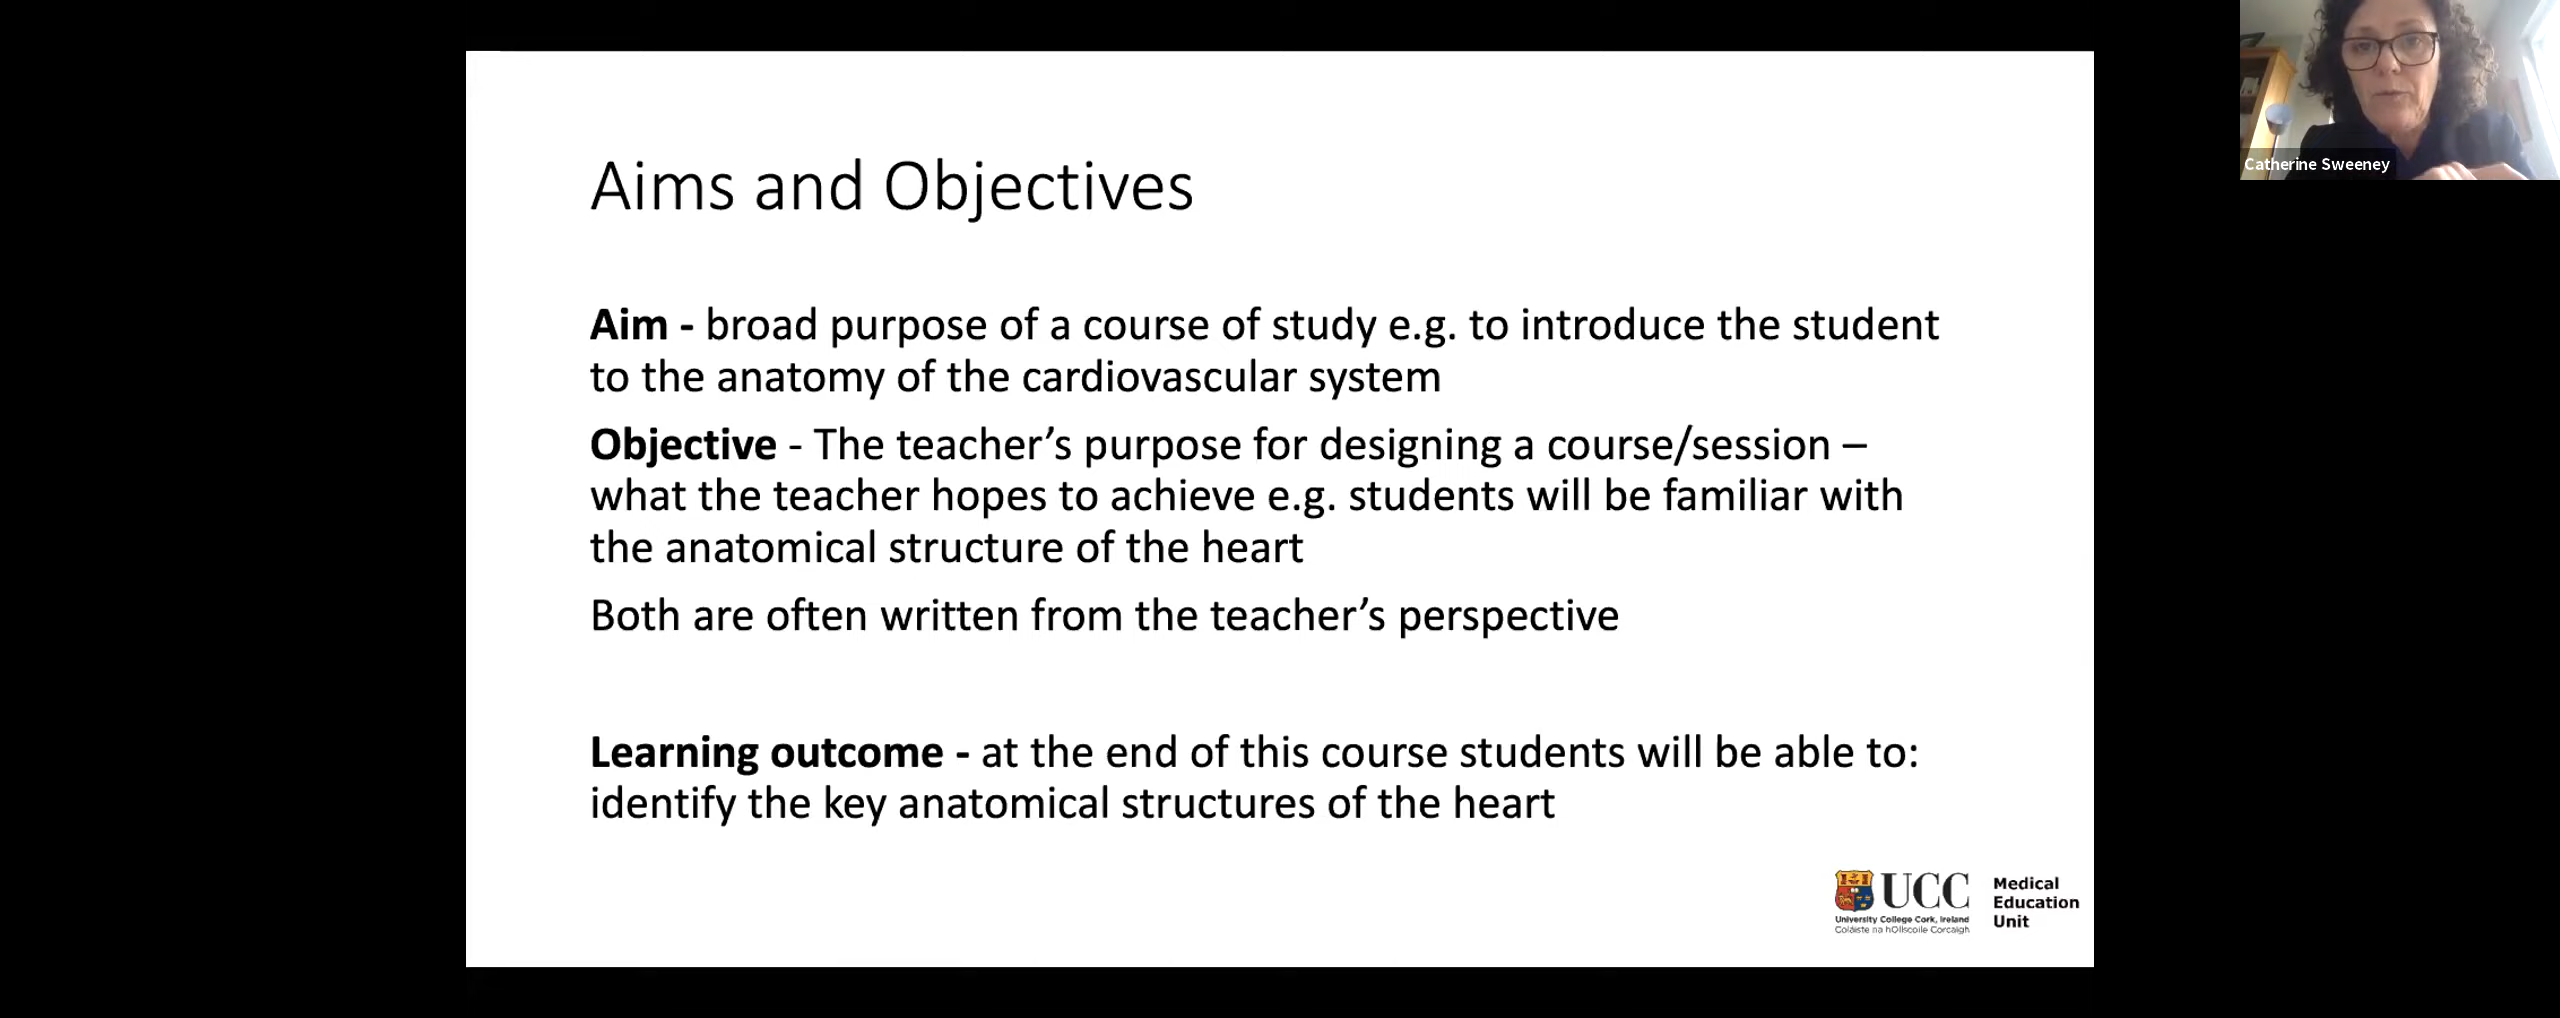 Aims and Objectives
Aim - broad purpose of a course of study e.g. to introduce the student
to the anatomy of the cardiovascular system
Objective - The teacher’s purpose for designing a course/session –
what the teacher hopes to achieve e.g. students will be familiar with
the anatomical structure of the heart
Both are often written from the teacher’s perspective
Learning outcome - at the end of this course students will be able to:
identify the key anatomical structures of the heart
UCC
University College Cork, Ireland
Coláiste na hOllscoile Corcaigh
Medical
Education
Unit
Catherine Sweeney